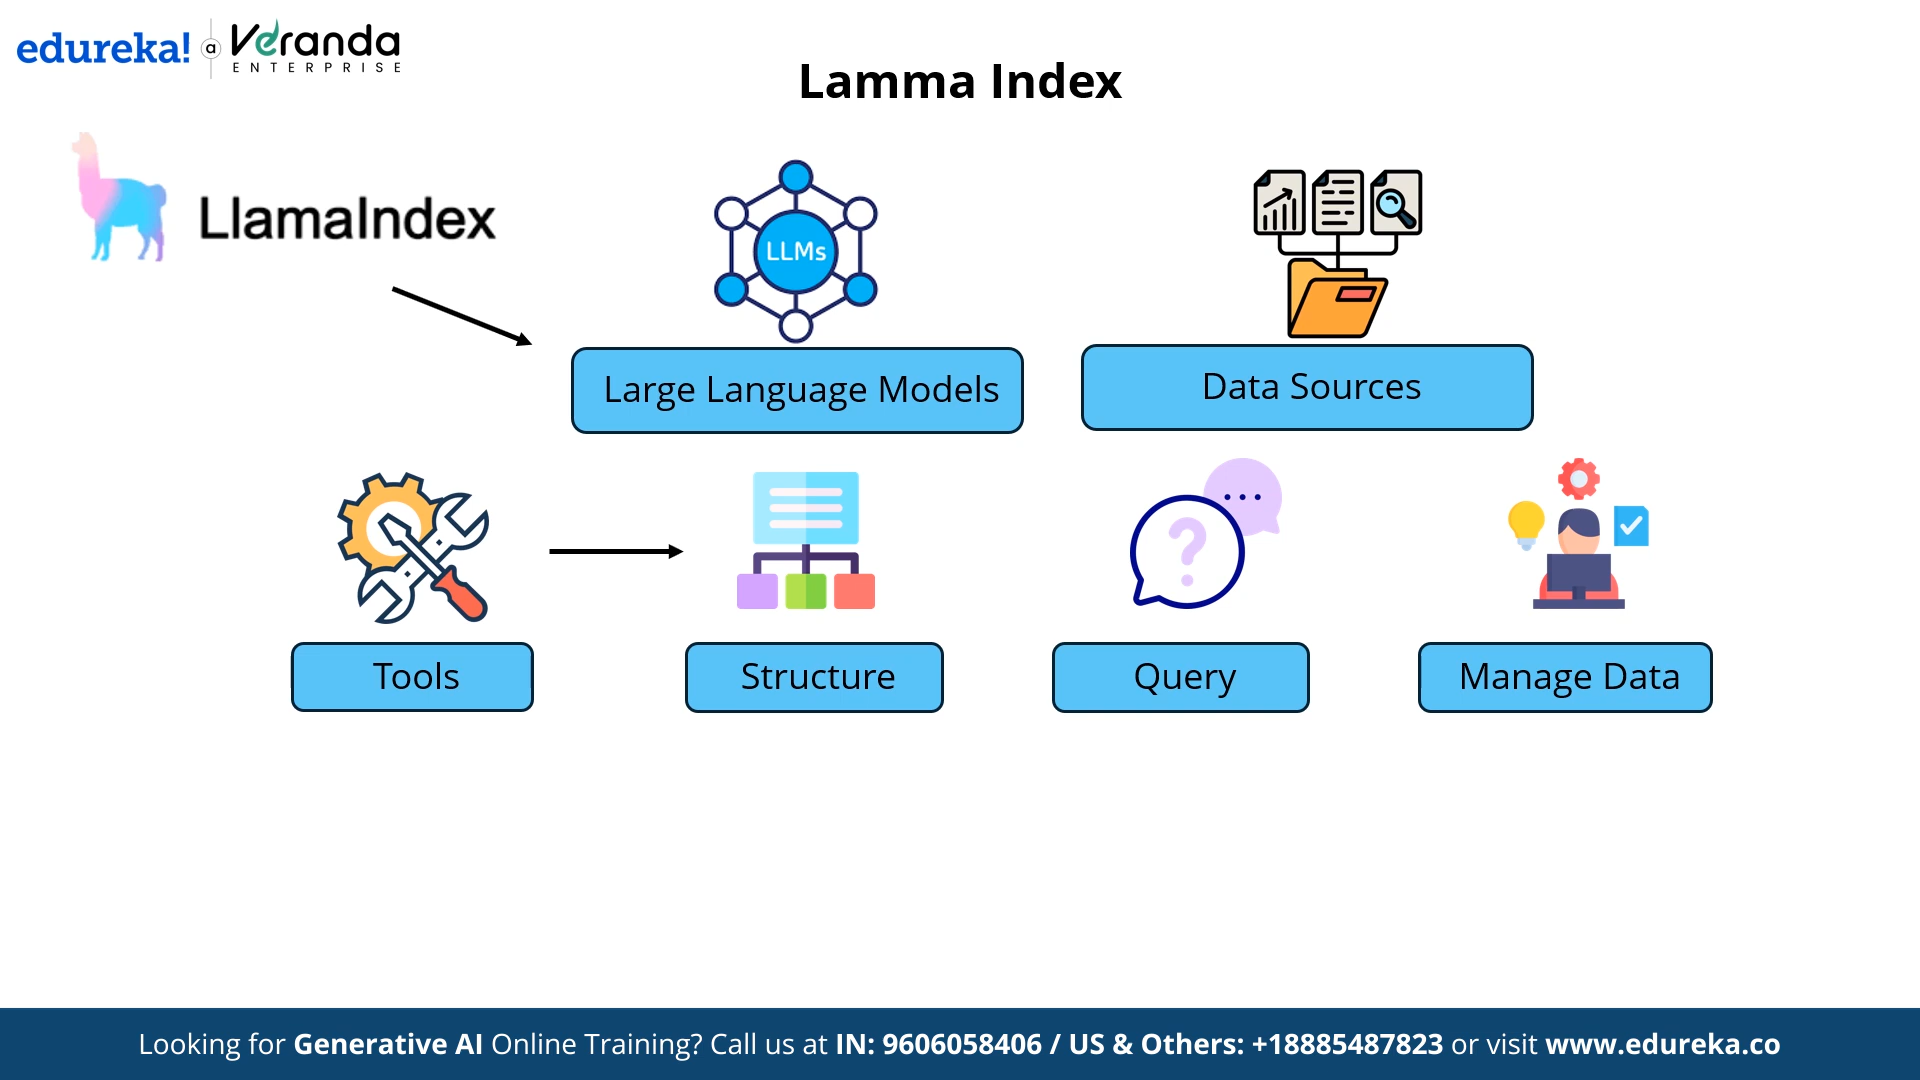 edureka! a Veranda
ENTERPRISE
Lamma Index
LlamaIndex
LLMs
Large Language Models
Data Sources
Tools
Structure
Query
Manage Data
Looking for Generative AI Online Training? Call us at IN: 9606058406 / US & Others: +18885487823 or visit www.edureka.co